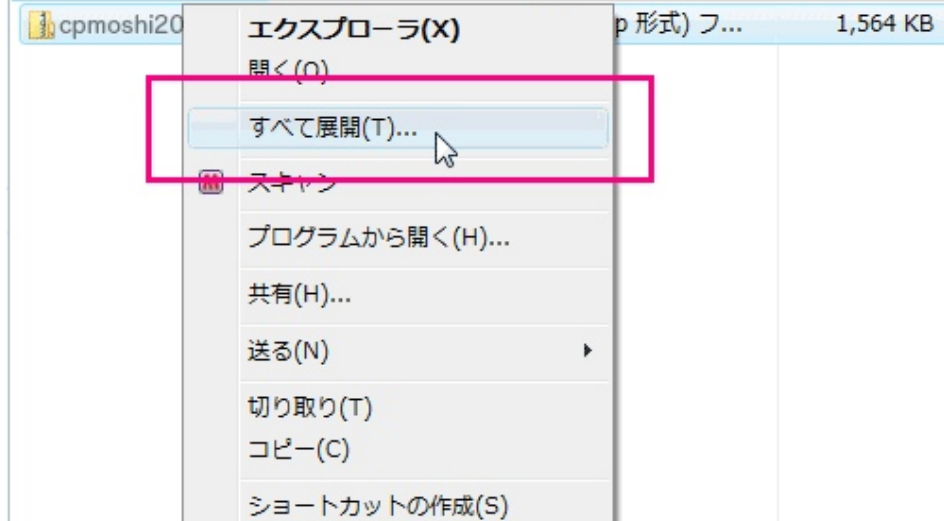 cpmoshi20
p 形式) フ...
1,564 KB
エクスプローラ(X)
開く(O)
すべて展開(T)...
スキャン
プログラムから開く(H)...
共有(H)...
送る(N)
切り取り(T)
コピー(C)
ショートカットの作成(S)